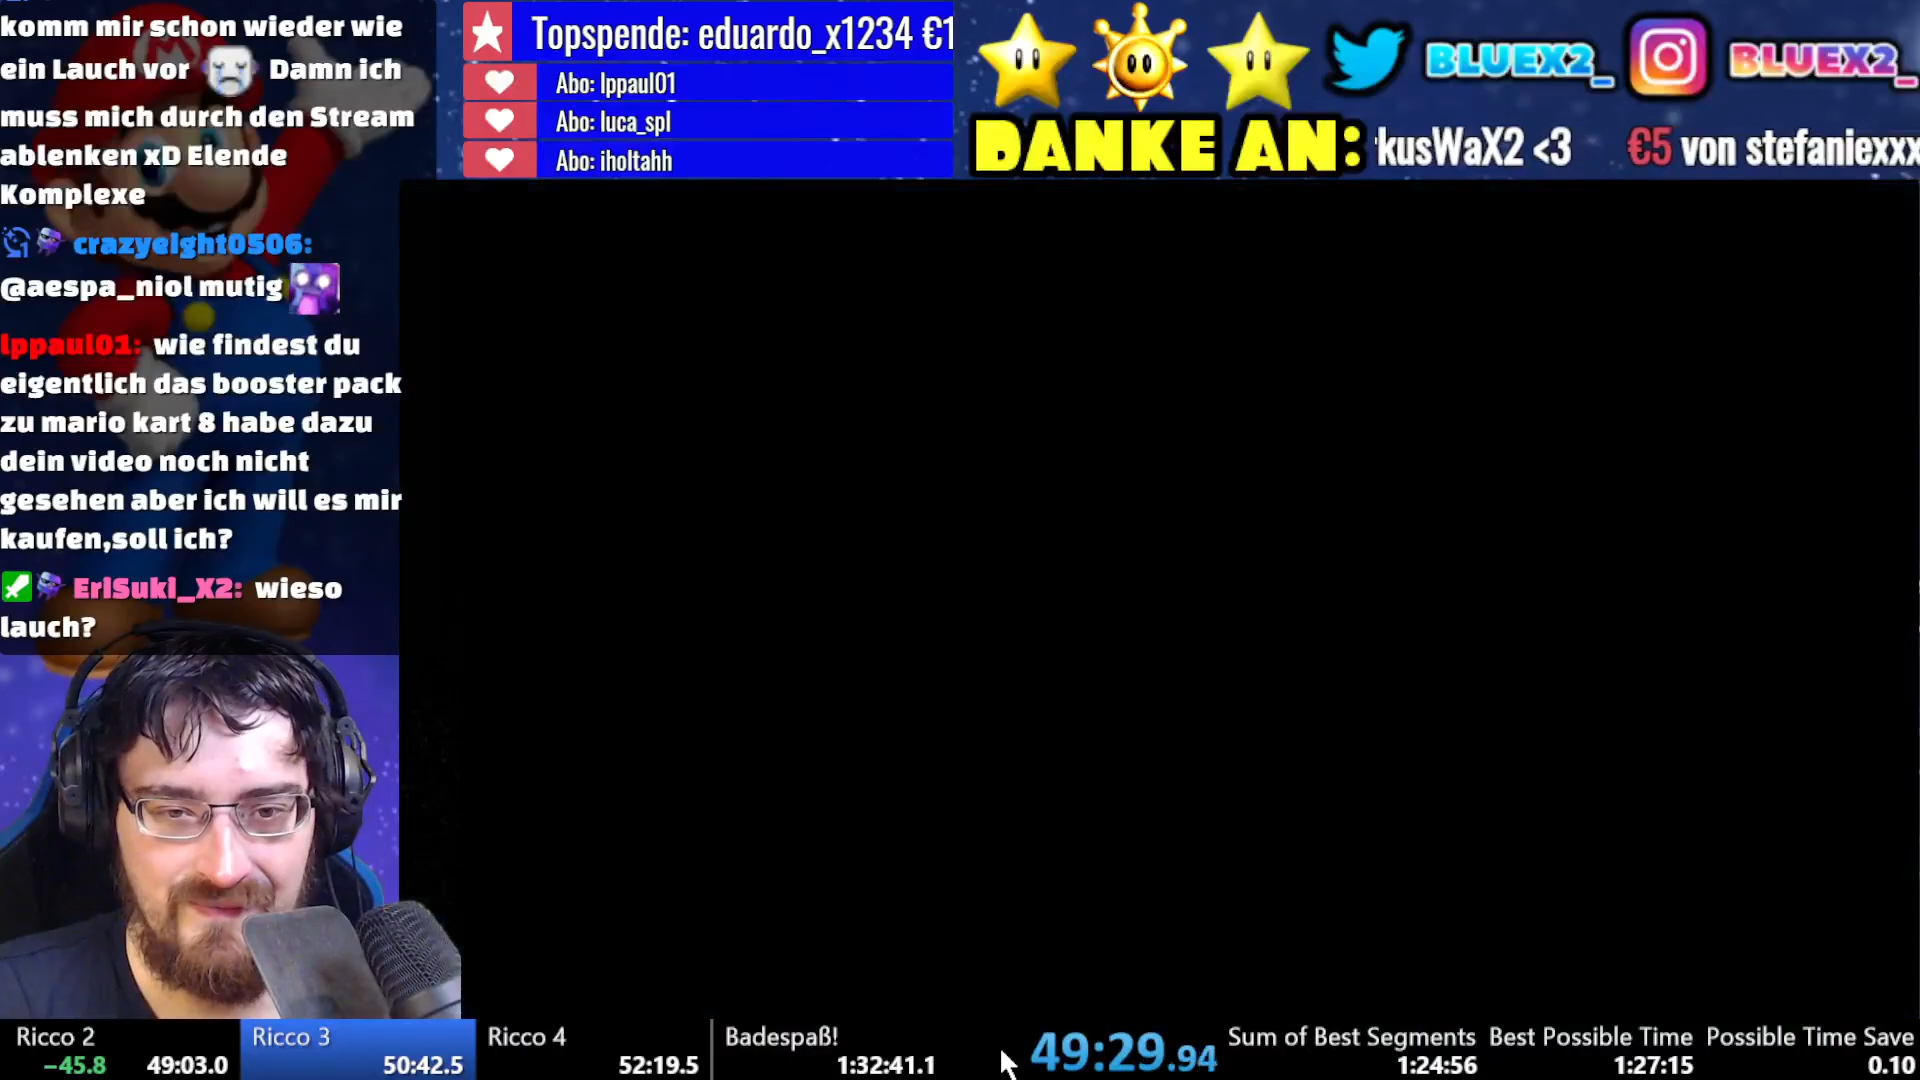 komm mir schon wieder wie
ein Lauch vor Damn ich
muss mich durch den Stream
ablenken xD Elende
Komplexe
crazyeight0506:
@aespa_niol mutig
lppaul01: wie findest du
eigentlich das booster pack
zu mario kart 8 habe dazu
dein video noch nicht
gesehen aber ich will es mir
kaufen,soll ich?
EriSuki_X2: wieso
lauch?
Topspende: eduardo_x1234 €1
Abo: lppaul01
Abo: luca_spl
Abo: iholtahh
BLUEX2_
BLUEX2_
DANKE AN: kusWaX2 <3 €5 von stefaniexxx
Ricco 2
-45.8 49:03.0
Ricco 3
50:42.5
Ricco 4
52:19.5
Badespaß!
1:32:41.1
49:29.94
Sum of Best Segments
1:24:56
Best Possible Time
1:27:15
Possible Time Save
0.10